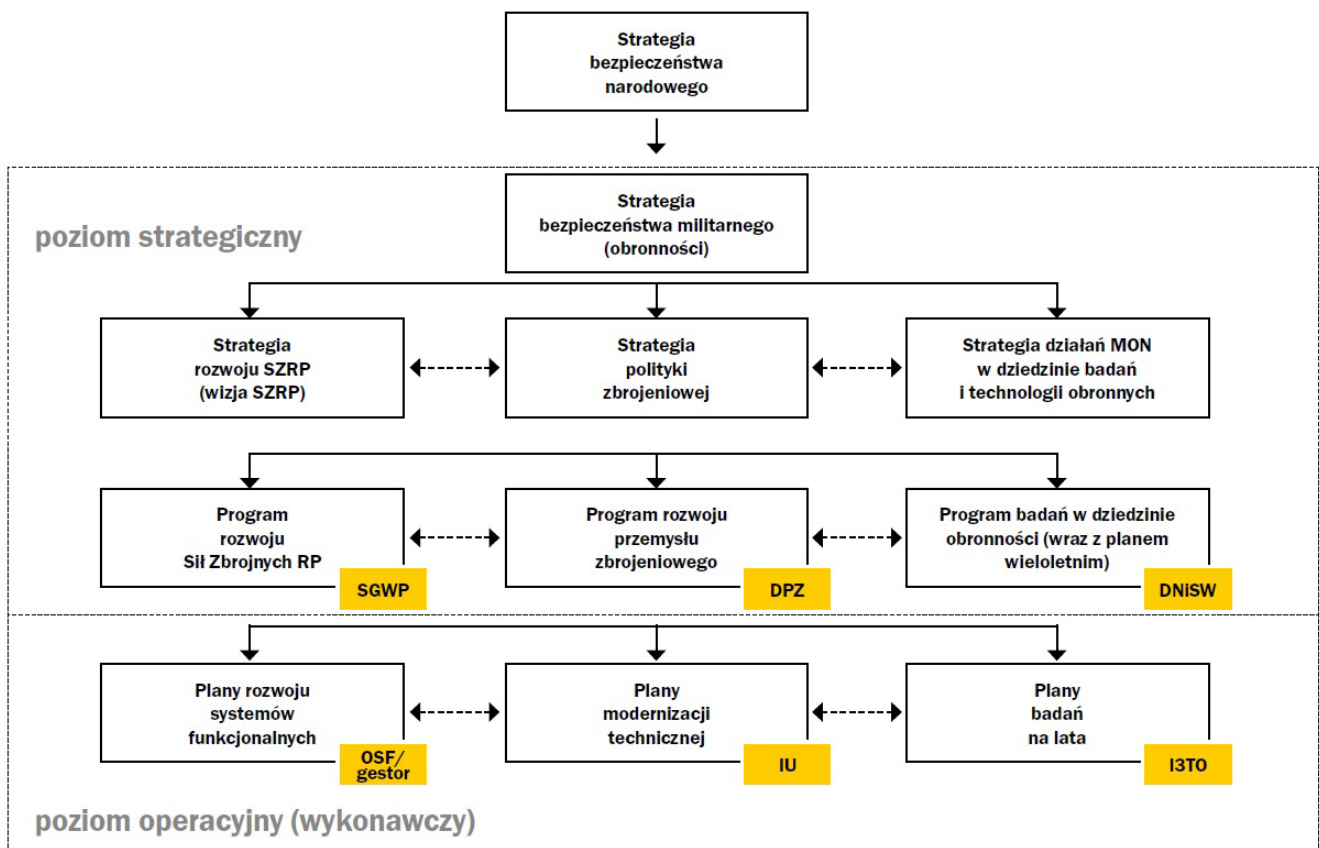 Strategia
bezpieczeństwa
narodowego
poziom strategiczny
Strategia
bezpieczeństwa militarnego
(obronności)
Strategia
rozwoju SZRP
(wizja SZRP)
Strategia
polityki
zbrojeniowej
Strategia działań MON
w dziedzinie badań
i technologii obronnych
Program
rozwoju
Sił Zbrojnych RP
SGWP
Program rozwoju
przemysłu
zbrojeniowego
DPZ
Program badań w dziedzinie
obronności (wraz z planem
wieloletnim)
DNiSW
Plany rozwoju
systemów
funkcjonalnych
OSF/
gestor
Plany
modernizacji
technicznej
IU
Plany
badań
na lata
I3TO
poziom operacyjny (wykonawczy)